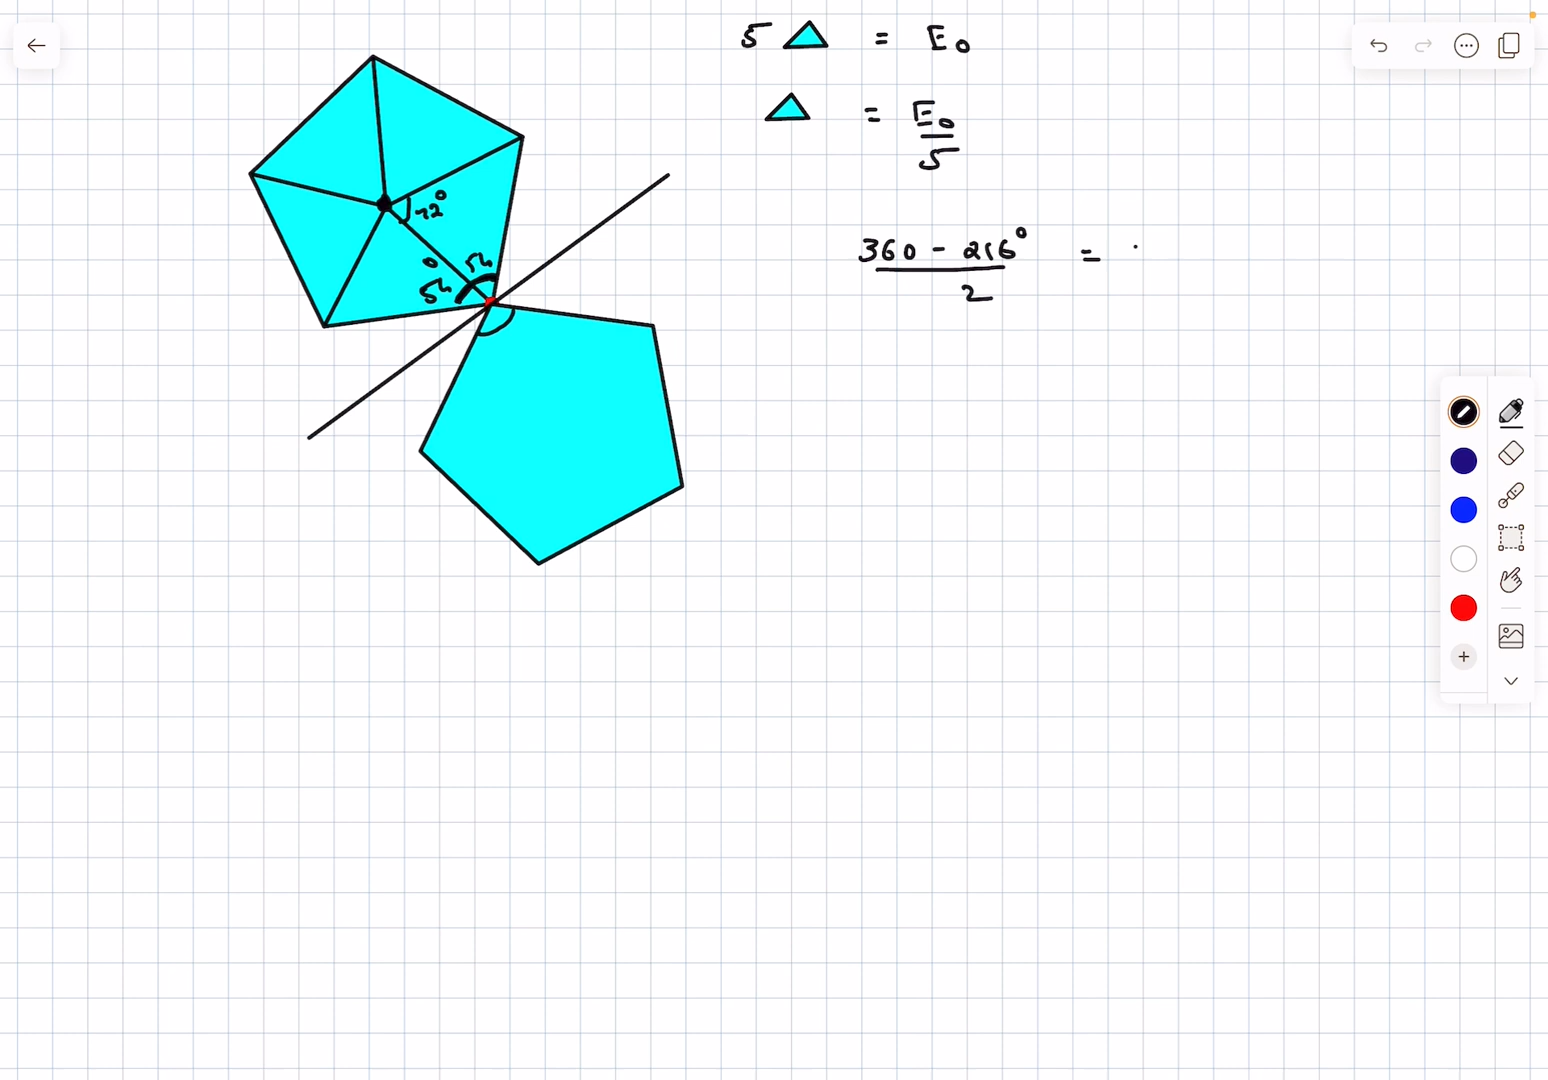 5 △ = E₀
△ = E₀/5
72°
54
54°
360 - 216° / 2 =